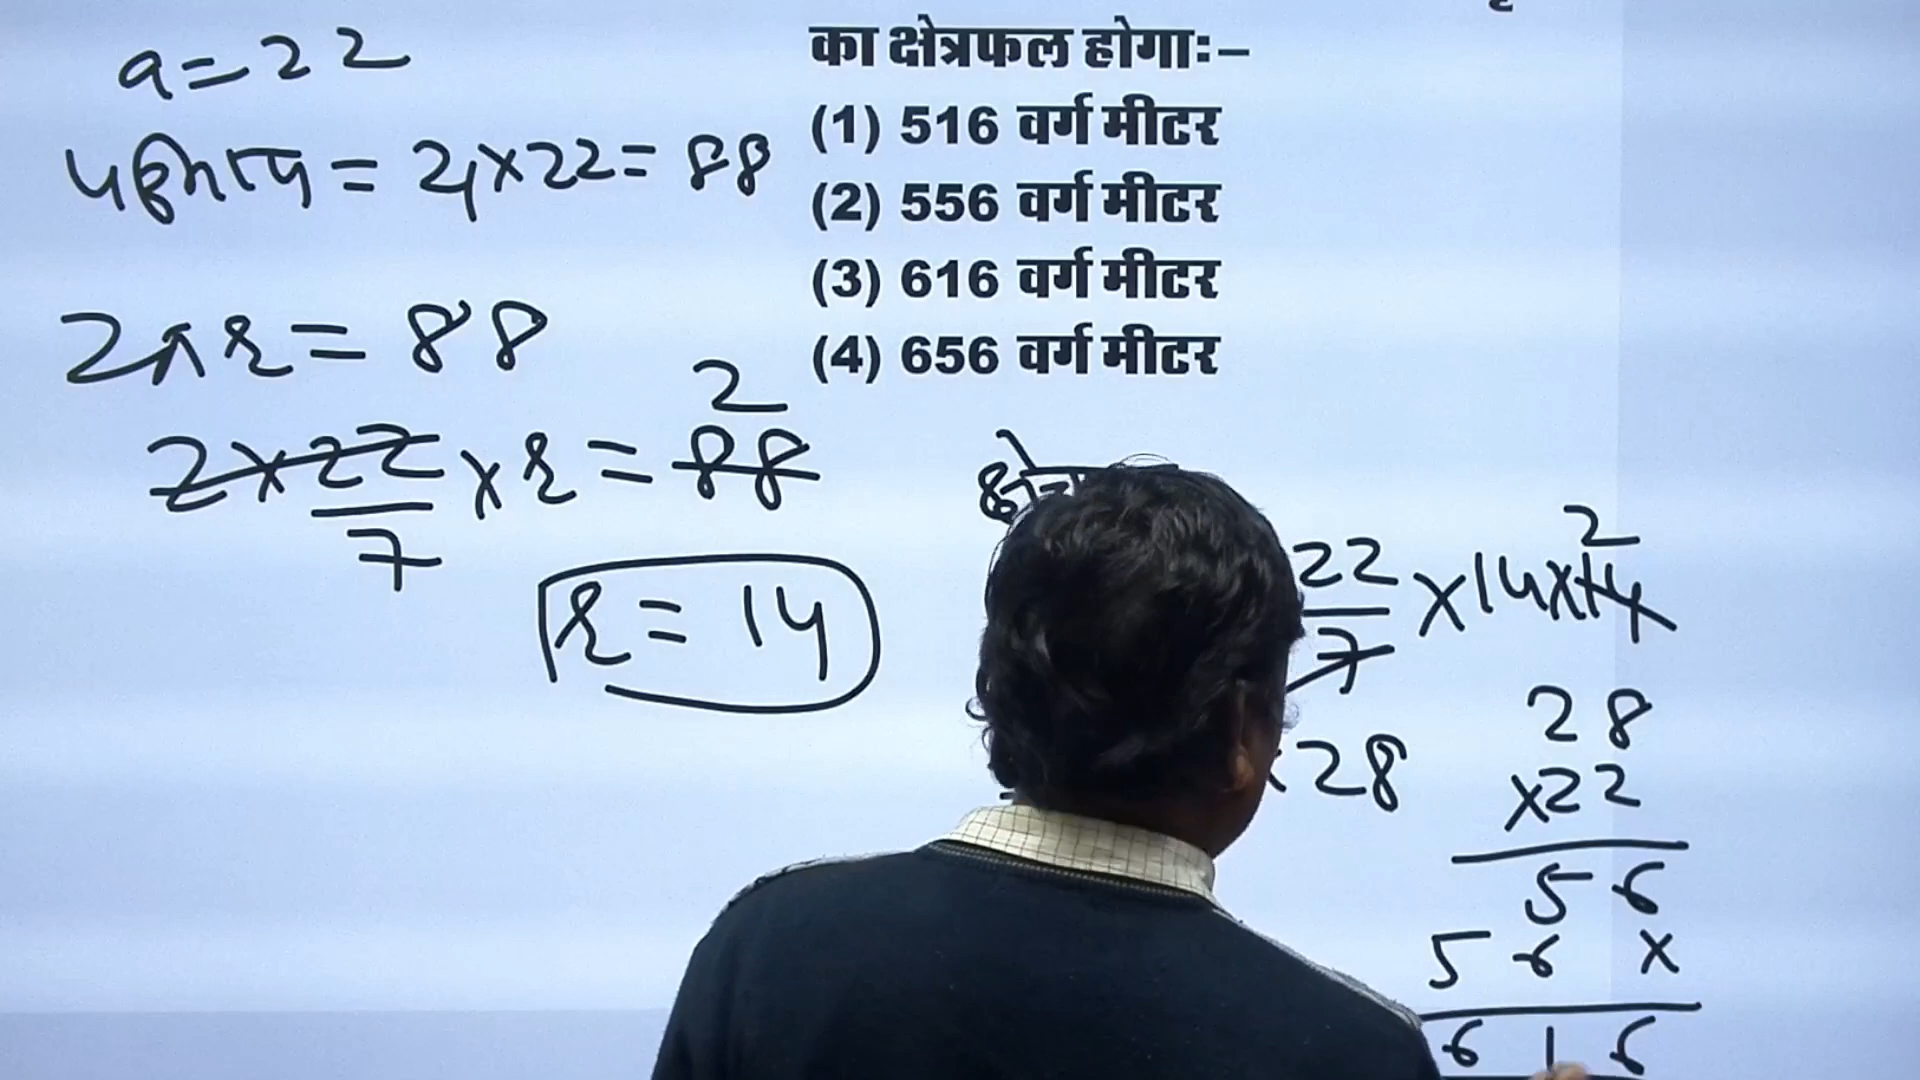 a = 22
परिमाप = 4 × 22 = 88
2πr = 88
2
2 × 22 × r = 88
7
r = 14
का क्षेत्रफल होगाः–
(1) 516 वर्ग मीटर
(2) 556 वर्ग मीटर
(3) 616 वर्ग मीटर
(4) 656 वर्ग मीटर
2
22 × 14 × 14
7
× 28
28
× 22
56
56 ×
616